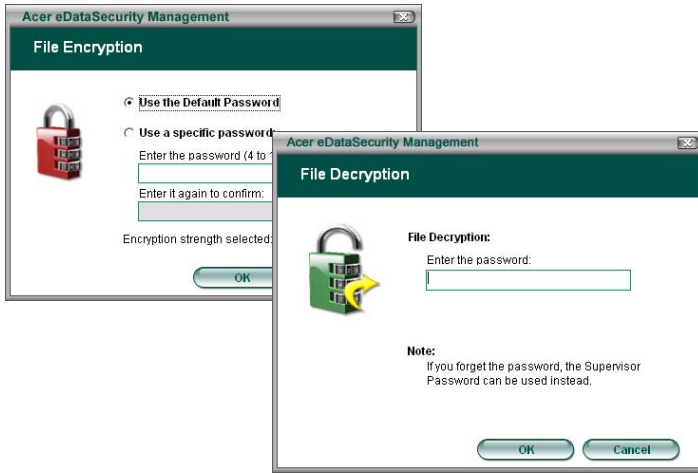 Acer eDataSecurity Management
File Encryption
Use the Default Password
Use a specific password:
Enter the password (4 to
Enter it again to confirm:
Encryption strength selected:
OK
Acer eDataSecurity Management
File Decryption
File Decryption:
Enter the password:
Note:
If you forget the password, the Supervisor
Password can be used instead.
OK
Cancel